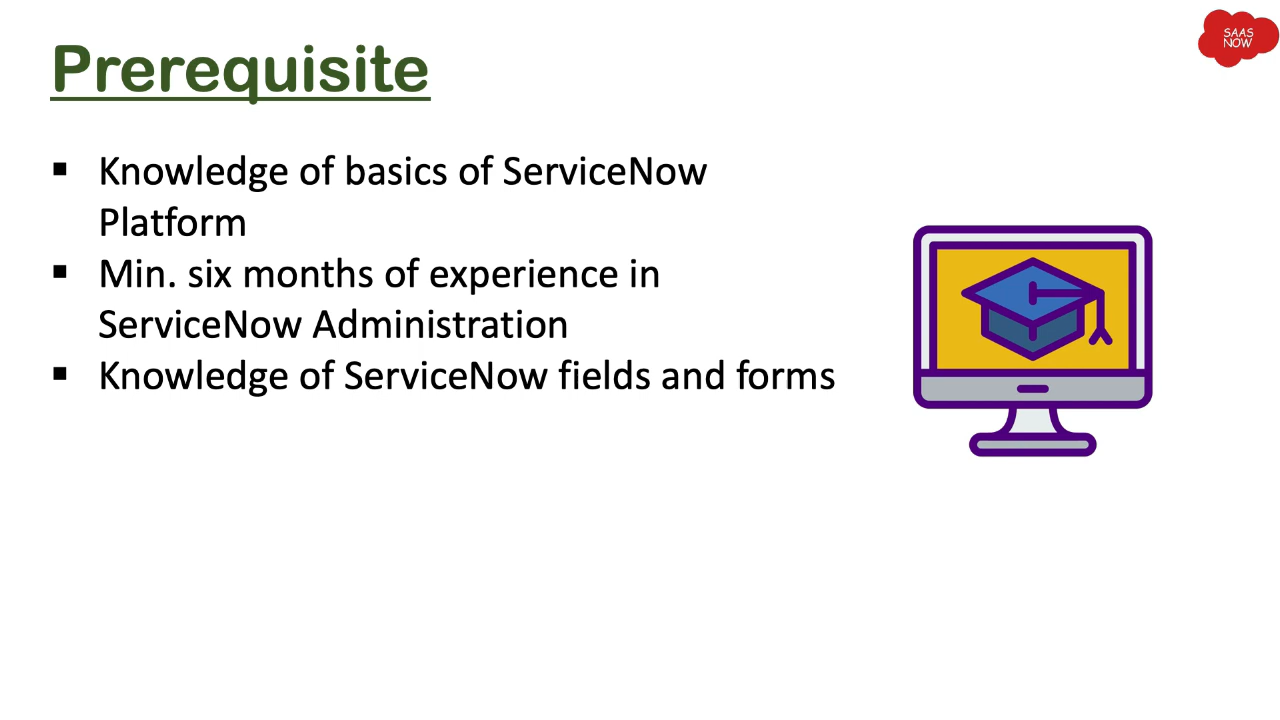 Prerequisite
SAAS
NOW
▪ Knowledge of basics of ServiceNow
Platform
▪ Min. six months of experience in
ServiceNow Administration
▪ Knowledge of ServiceNow fields and forms